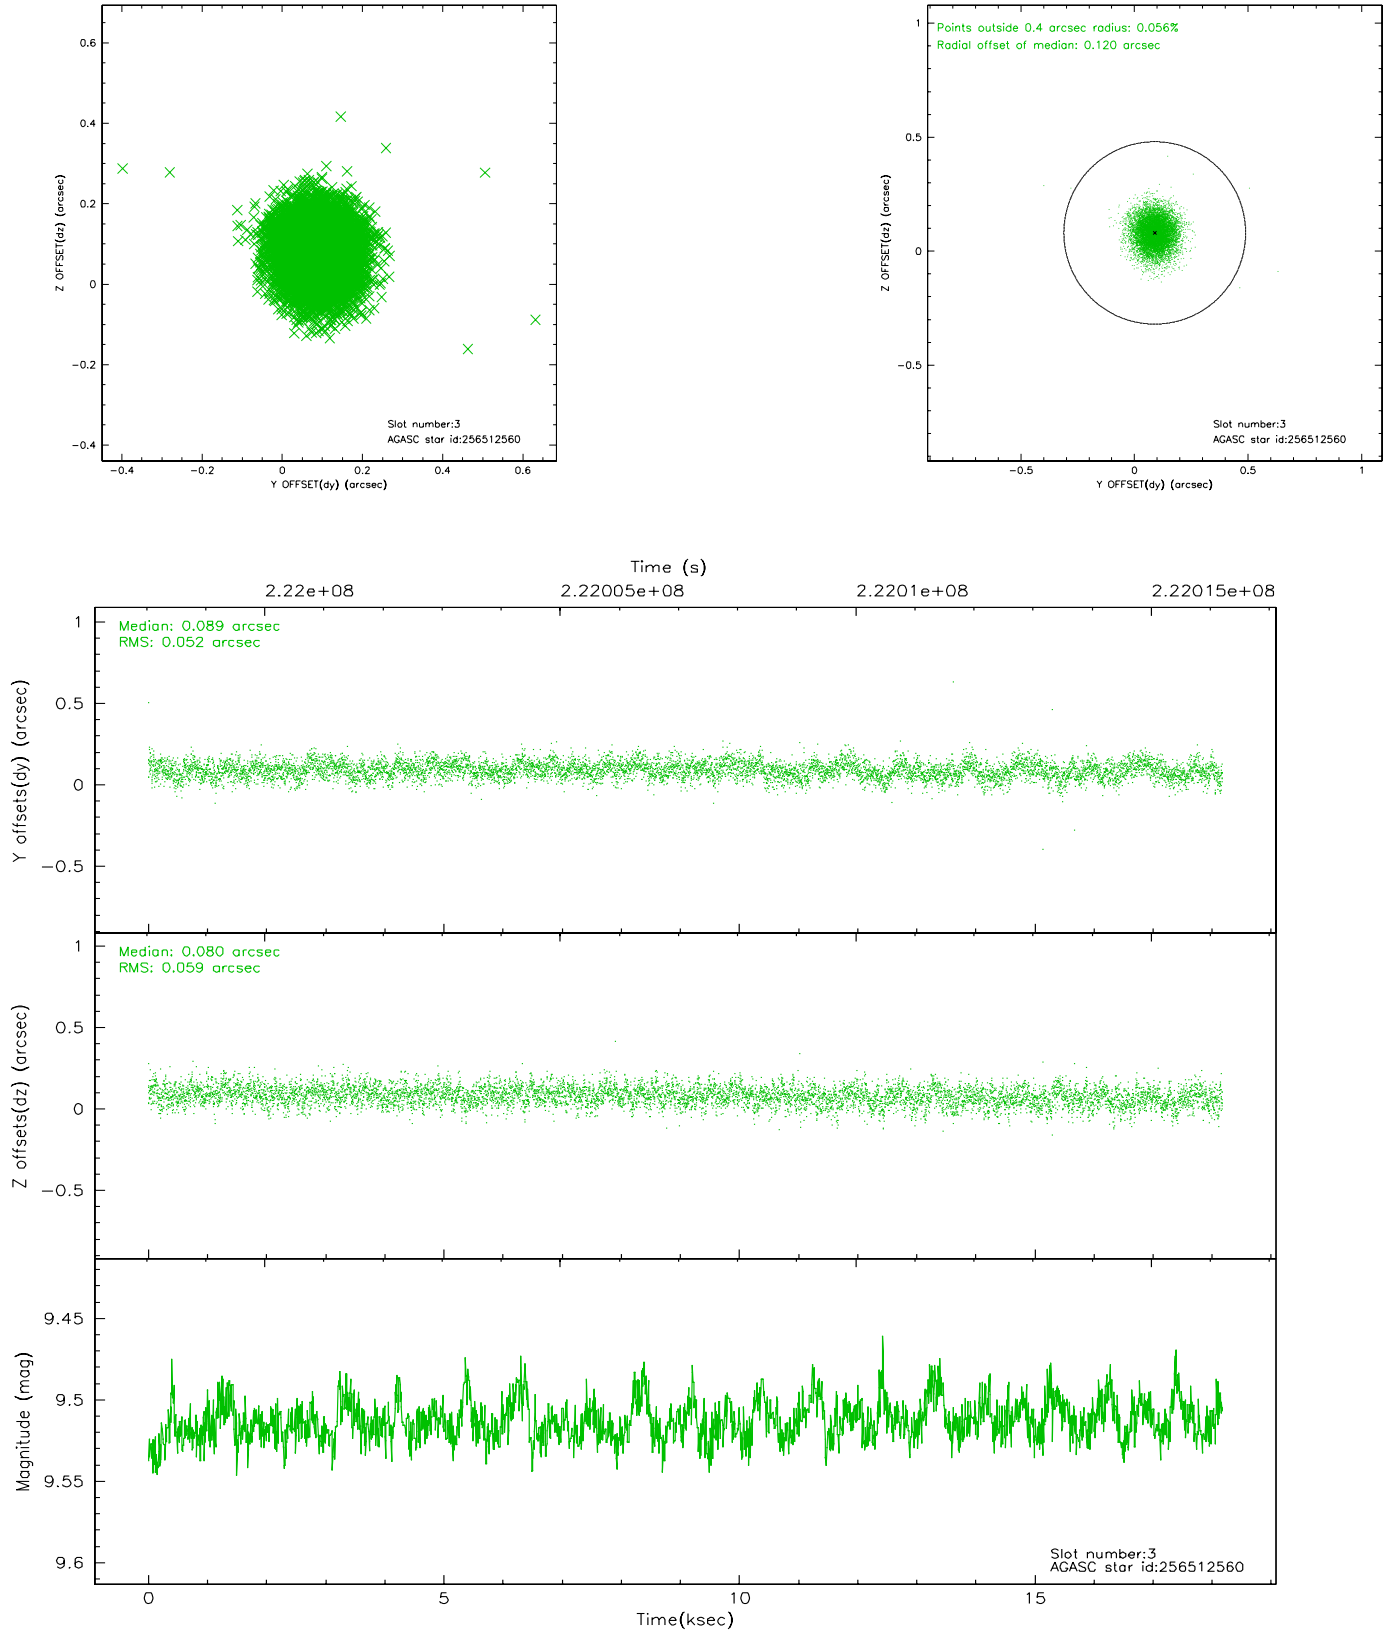 0.6
0.4
0.2
0
−0.2
−0.4
Z OFFSET(dz) (arcsec)
Slot number:3
AGASC star id:256512560
−0.4 −0.2 0 0.2 0.4 0.6
Y OFFSET(dy) (arcsec)
Points outside 0.4 arcsec radius: 0.056%
Radial offset of median: 0.120 arcsec
1
0.5
0
−0.5
Z OFFSET(dz) (arcsec)
Slot number:3
AGASC star id:256512560
−0.5 0 0.5 1
Y OFFSET(dy) (arcsec)
Time (s)
2.22e+08 2.22005e+08 2.2201e+08 2.22015e+08
Median: 0.089 arcsec
RMS: 0.052 arcsec
1
0.5
0
−0.5
Y offsets(dy) (arcsec)
Median: 0.080 arcsec
RMS: 0.059 arcsec
1
0.5
0
−0.5
Z offsets(dz) (arcsec)
9.45
9.5
9.55
9.6
Magnitude (mag)
Slot number:3
AGASC star id:256512560
0 5 10 15
Time(ksec)